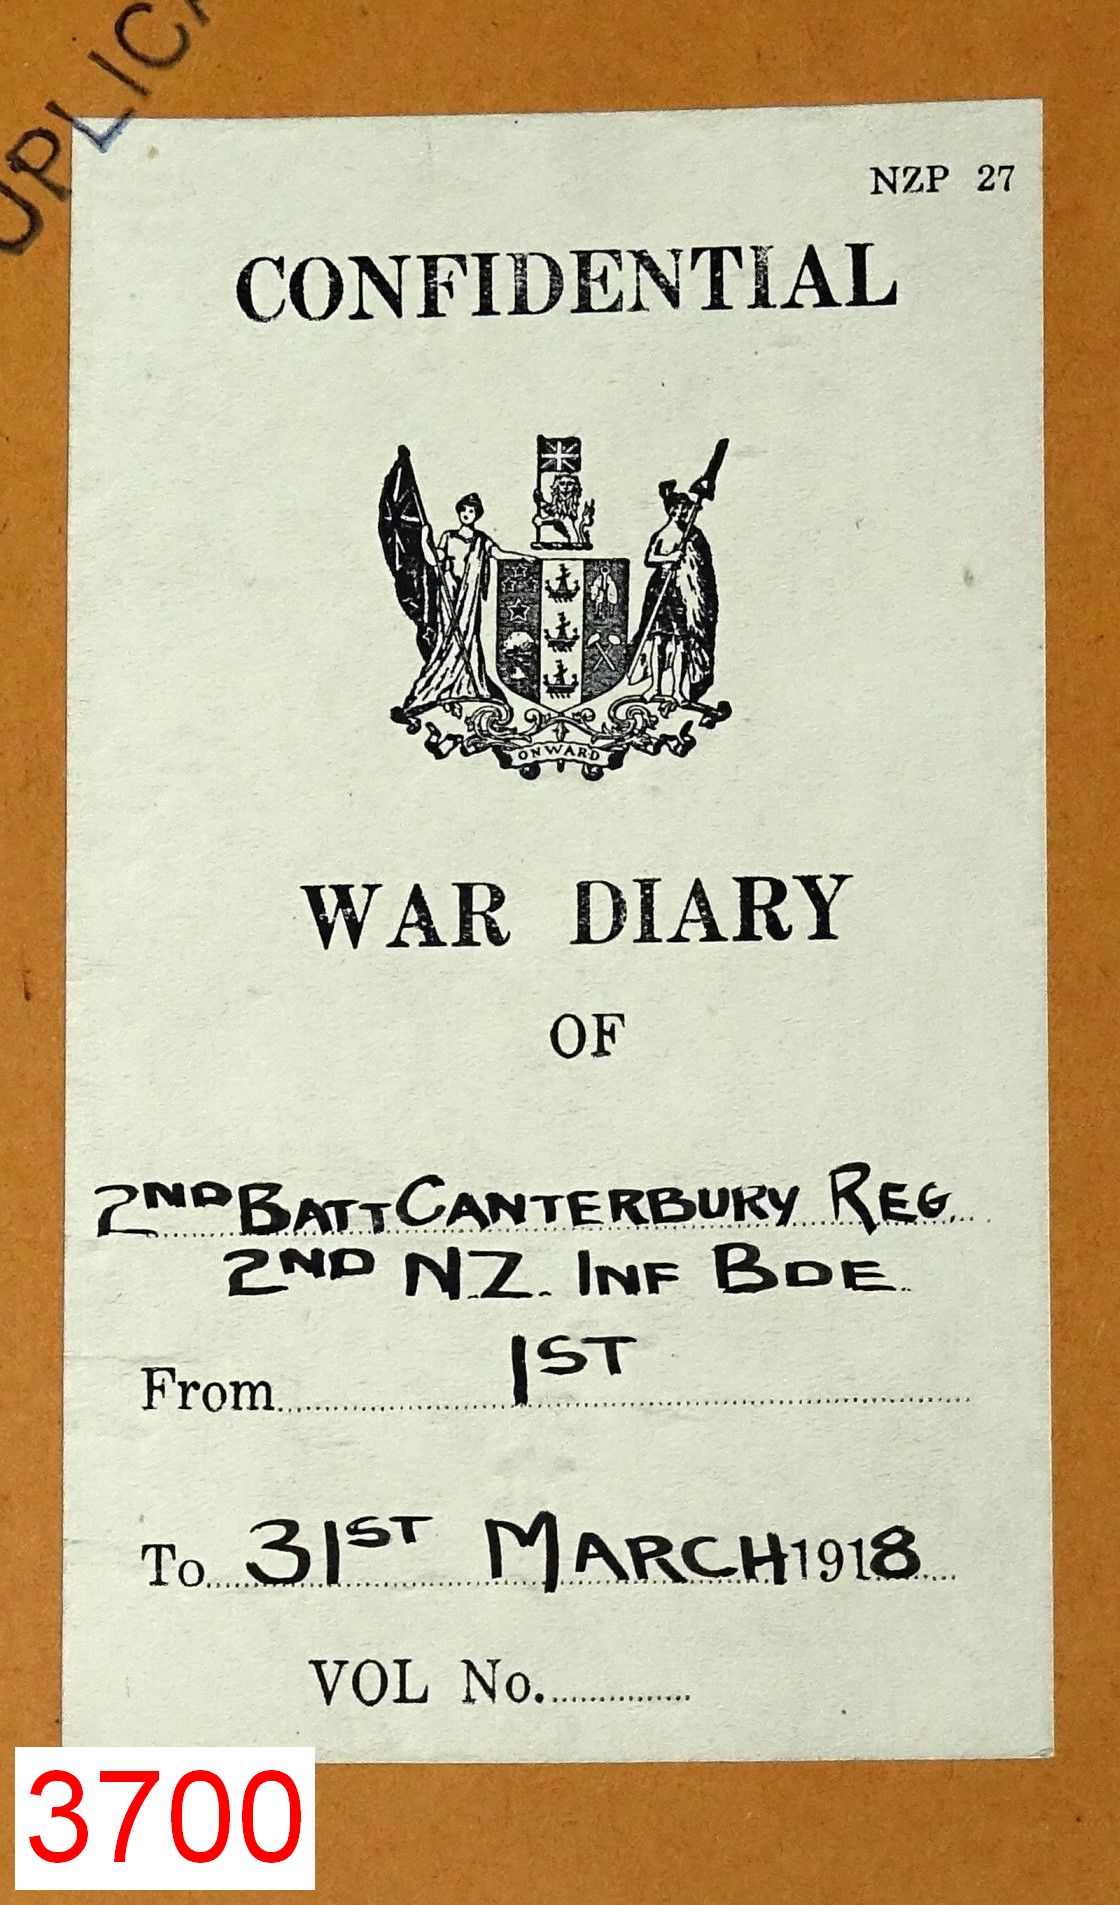 UPLICA
NZP 27
CONFIDENTIAL
ONWARD
WAR DIARY
OF
2ND BATT CANTERBURY REG.
2ND N.Z. INF BDE.
From 1ST
To 31ST MARCH 1918
VOL No.
3700